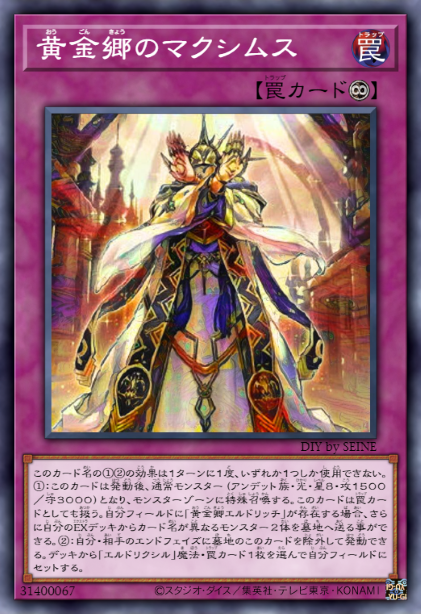 黄金郷のマクシムス
罠
【罠カード】
DIY by SEINE
このカード名の①②の効果は1ターンに1度、いずれか1つしか使用できない。
①：このカードは発動後、通常モンスター（アンデット族・光・星8・攻1500
／守3000）となり、モンスターゾーンに特殊召喚する。このカードは罠カー
ドとしても扱う。自分フィールドに「黄金郷エルドリッチ」が存在する場合、さら
に自分のEXデッキからカード名が異なるモンスター2体を墓地へ送る事がで
きる。②：自分・相手のエンドフェイズに墓地のこのカードを除外して発動でき
る。デッキから「エルドリクシル」魔法・罠カード1枚を選んで自分フィールドに
セットする。
31400067 ©スタジオ・ダイス／集英社・テレビ東京・KONAMI